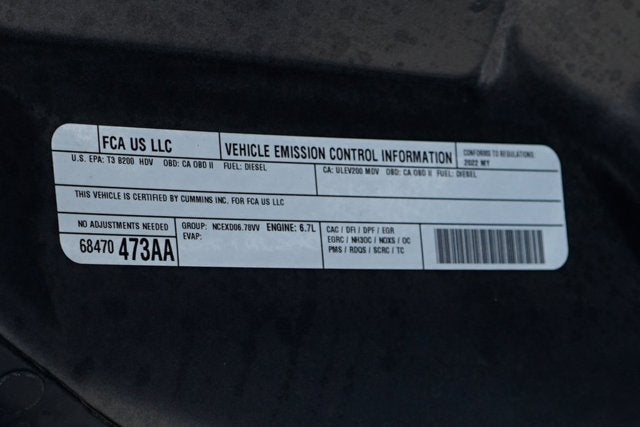 FCA US LLC
VEHICLE EMISSION CONTROL INFORMATION
CONFORMS TO REGULATIONS:
2022 MY
U.S. EPA: T3 B200 HDV OBD: CA OBD II FUEL: DIESEL
CA: ULEV200 MDV OBD: CA OBD II FUEL: DIESEL
THIS VEHICLE IS CERTIFIED BY CUMMINS INC. FOR FCA US LLC
NO ADJUSTMENTS NEEDED
68470 473AA
GROUP: NCEXD06.78VV ENGINE: 6.7L
EVAP:
CAC / DFI / DPF / EGR
EGRC / NH3OC / NOXS / OC
PMS / RDQS / SCRC / TC